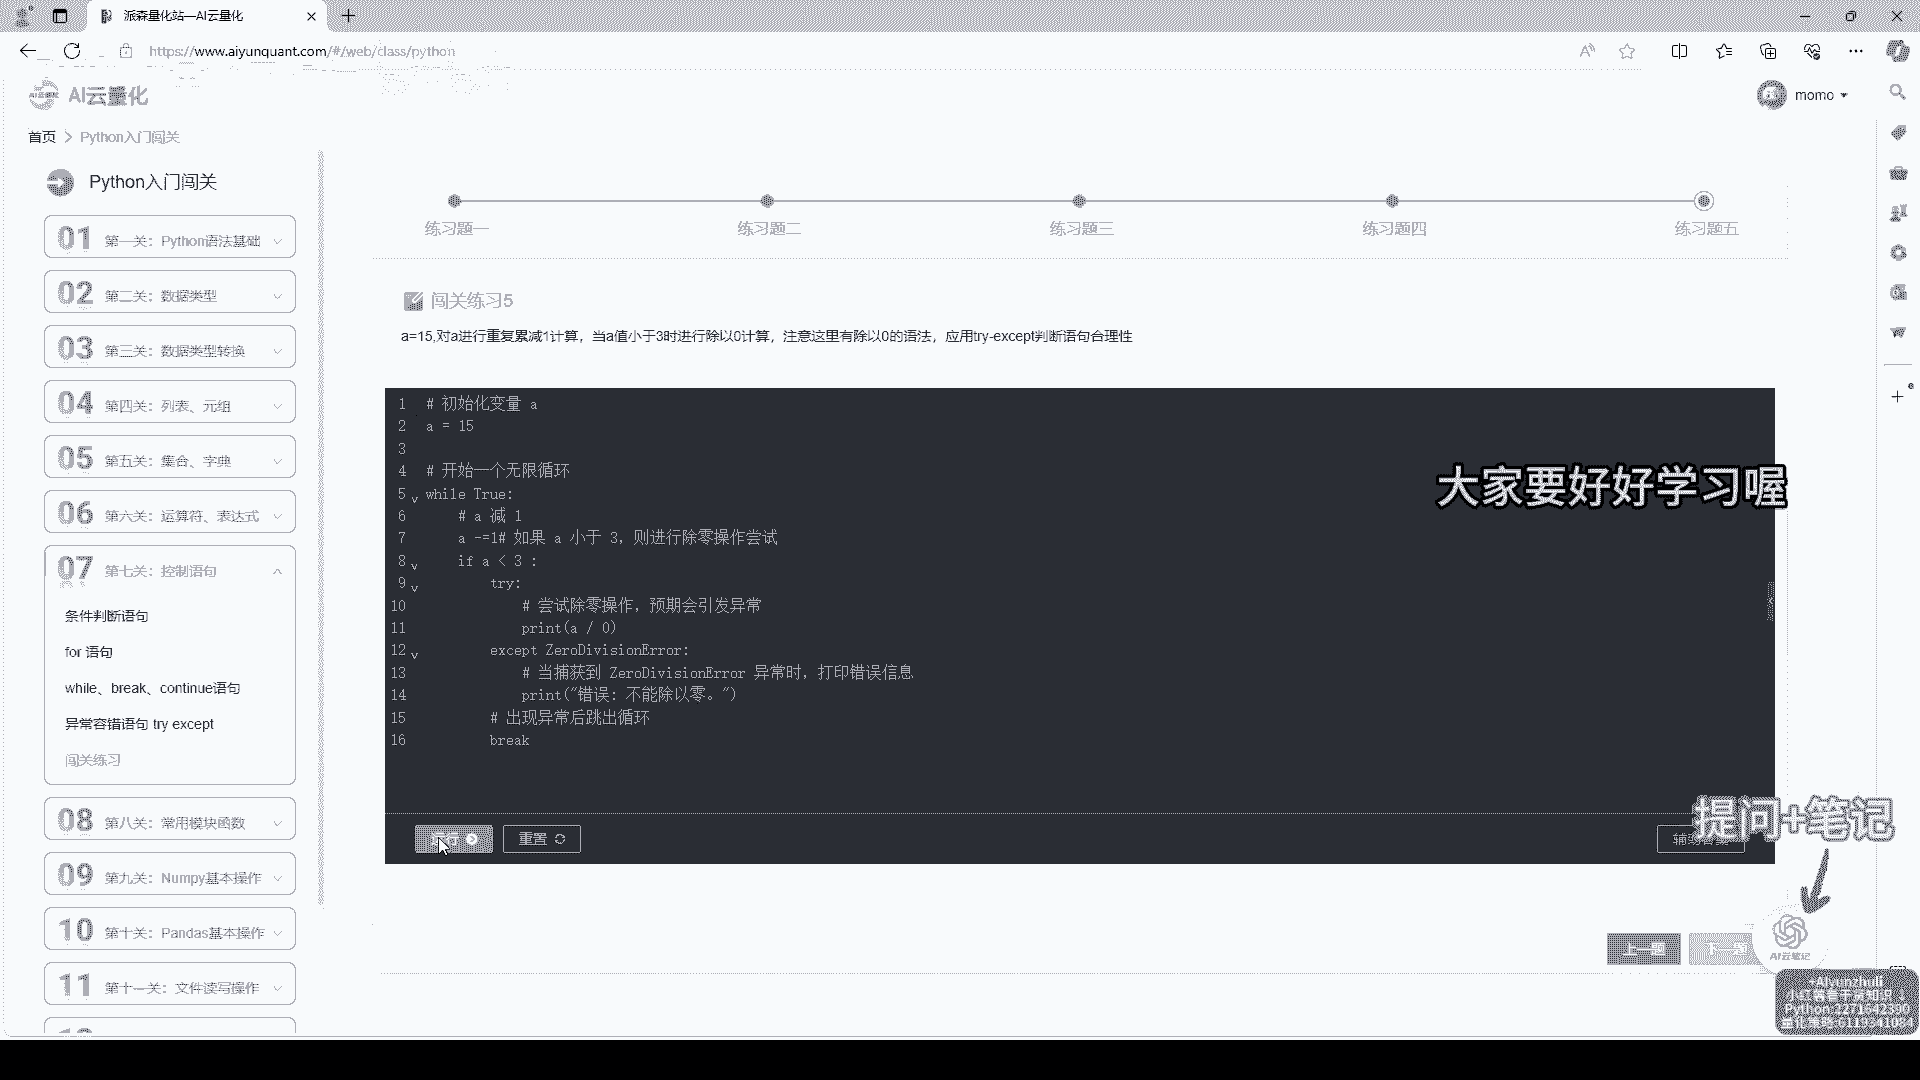 派森量化站—AI云量化
https://www.aiyunquant.com/#/web/class/python
AI云量化
momo
首页 > Python入门闯关
Python入门闯关
01 第一关：Python语法基础
02 第二关：数据类型
03 第三关：数据类型转换
04 第四关：列表、元组
05 第五关：集合、字典
06 第六关：运算符、表达式
07 第七关：控制语句
条件判断语句
for 语句
while、break、continue语句
异常容错语句 try except
闯关练习
08 第八关：常用模块函数
09 第九关：Numpy基本操作
10 第十关：Pandas基本操作
11 第十一关：文件读写操作
练习题一
练习题二
练习题三
练习题四
练习题五
闯关练习5
a=15,对a进行重复累减1计算，当a值小于3时进行除以0计算，注意这里有除以0的语法，应用try-except判断语句合理性
1 # 初始化变量 a
2 a = 15
3
4 # 开始一个无限循环
5 while True:
6 # a 减 1
7 a -=1# 如果 a 小于 3，则进行除零操作尝试
8 if a < 3 :
9 try:
10 # 尝试除零操作，预期会引发异常
11 print(a / 0)
12 except ZeroDivisionError:
13 # 当捕获到 ZeroDivisionError 异常时，打印错误信息
14 print("错误: 不能除以零。")
15 # 出现异常后跳出循环
16 break
大家要好好学习喔
运行
重置
提问+笔记
上一题
下一题
AI云笔记